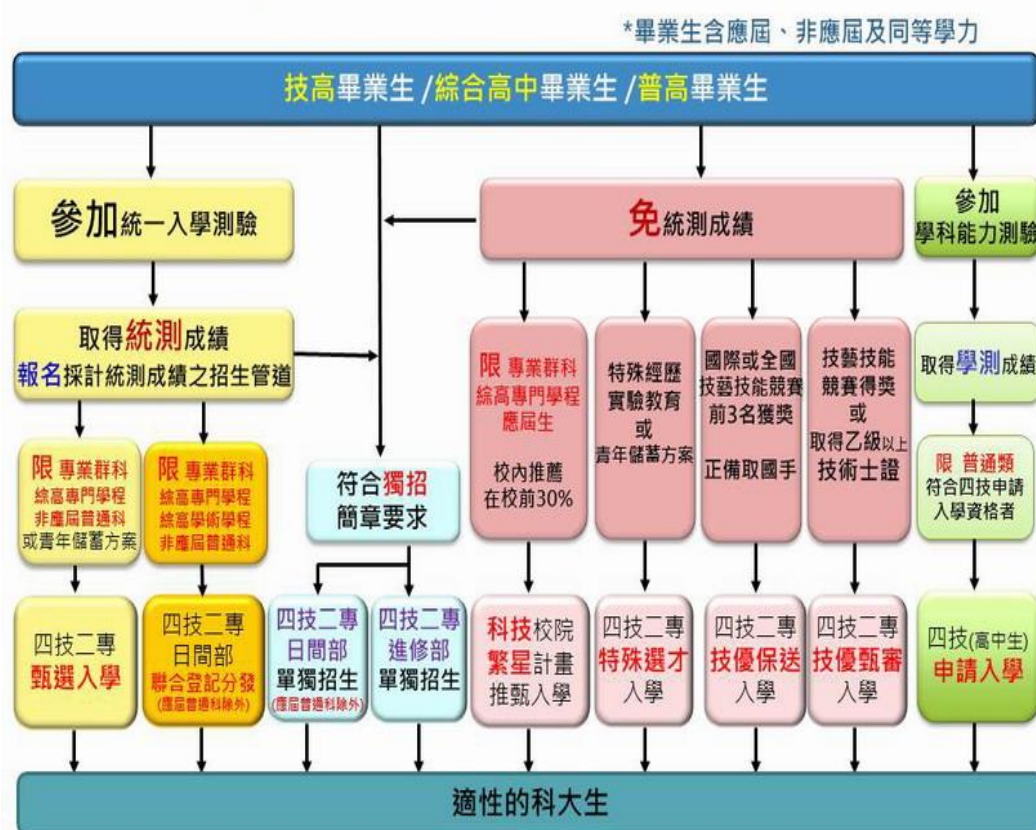 *畢業生含應屆、非應屆及同等學力
技高畢業生 /綜合高中畢業生 /普高畢業生
參加統一入學測驗
免統測成績
參加
學科能力測驗
取得統測成績
報名採計統測成績之招生管道
限 專業群科
綜高專門學程
應屆生
校內推薦
在校前30%
特殊經歷
實驗教育
或
青年儲蓄方案
國際或全國
技藝技能競賽
前3名獲獎
正備取國手
技藝技能
競賽得獎
或
取得乙級以上
技術士證
取得學測成績
限 專業群科
綜高專門學程
非應屆普通科
或青年儲蓄方案
限 專業群科
綜高專門學程
綜高學術學程
非應屆普通科
符合獨招
簡章要求
限 普通類
符合四技申請
入學資格者
四技二專
甄選入學
四技二專
日間部
聯合登記分發
(應屆普通科除外)
四技二專
日間部
單獨招生
(應屆普通科除外)
四技二專
進修部
單獨招生
科技校院
繁星計畫
推甄入學
四技二專
特殊選才
入學
四技二專
技優保送
入學
四技二專
技優甄審
入學
四技(高中生)
申請入學
適性的科大生